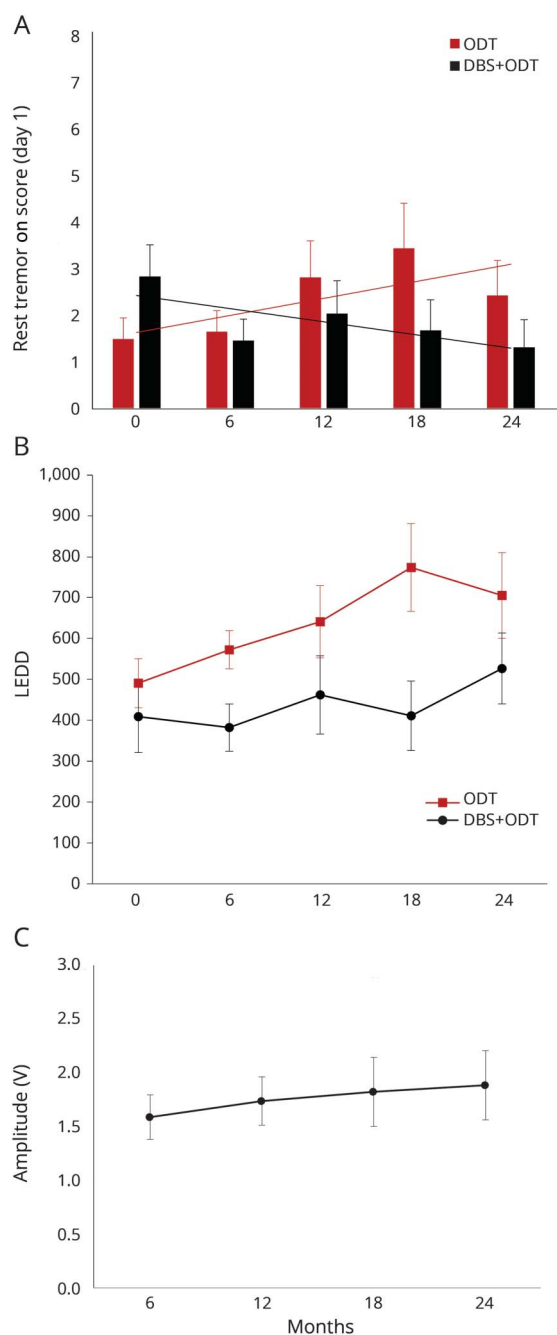 A
Rest tremor on score (day 1)
8
7
6
5
4
3
2
1
0
ODT
DBS+ODT
0 6 12 18 24
B
LEDD
1,000
900
800
700
600
500
400
300
200
100
0
ODT
DBS+ODT
0 6 12 18 24
C
Amplitude (V)
3.0
2.5
2.0
1.5
1.0
0.5
0.0
6 12 18 24
Months